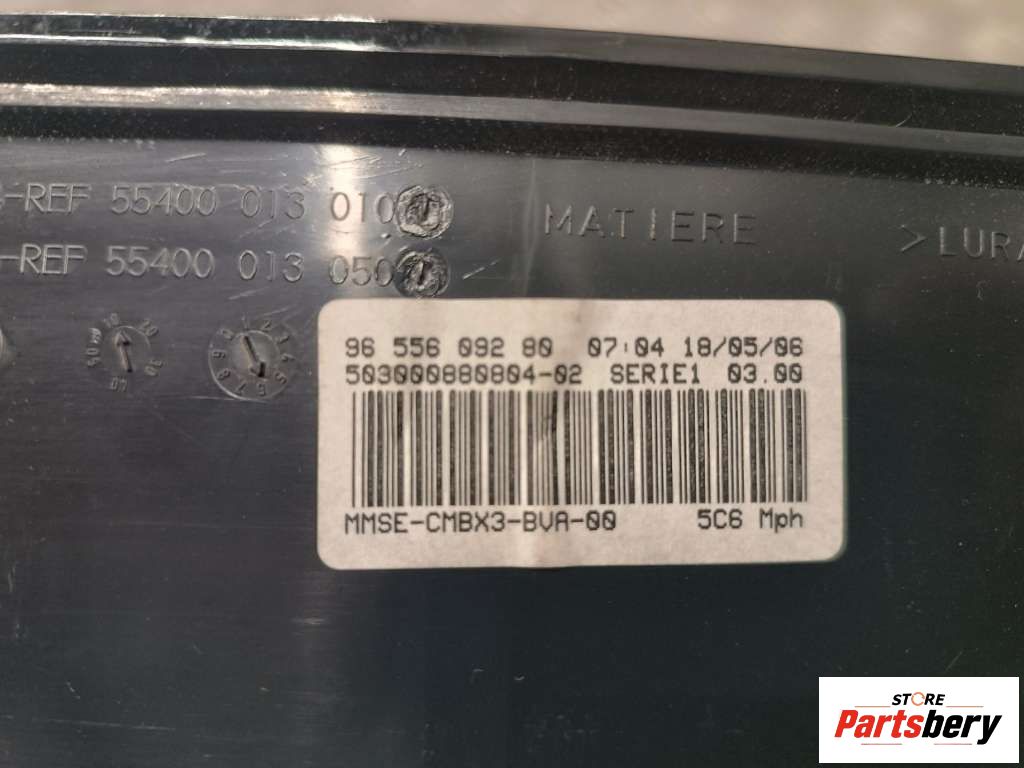 -REF 55400 013 010
-REF 55400 013 050
MATIERE
>LURA
96 556 092 80 07:04 18/05/06
503000880804-02 SERIE1 03.00
MMSE-CMBX3-BVA-00 5C6 Mph
STORE
Partsbery